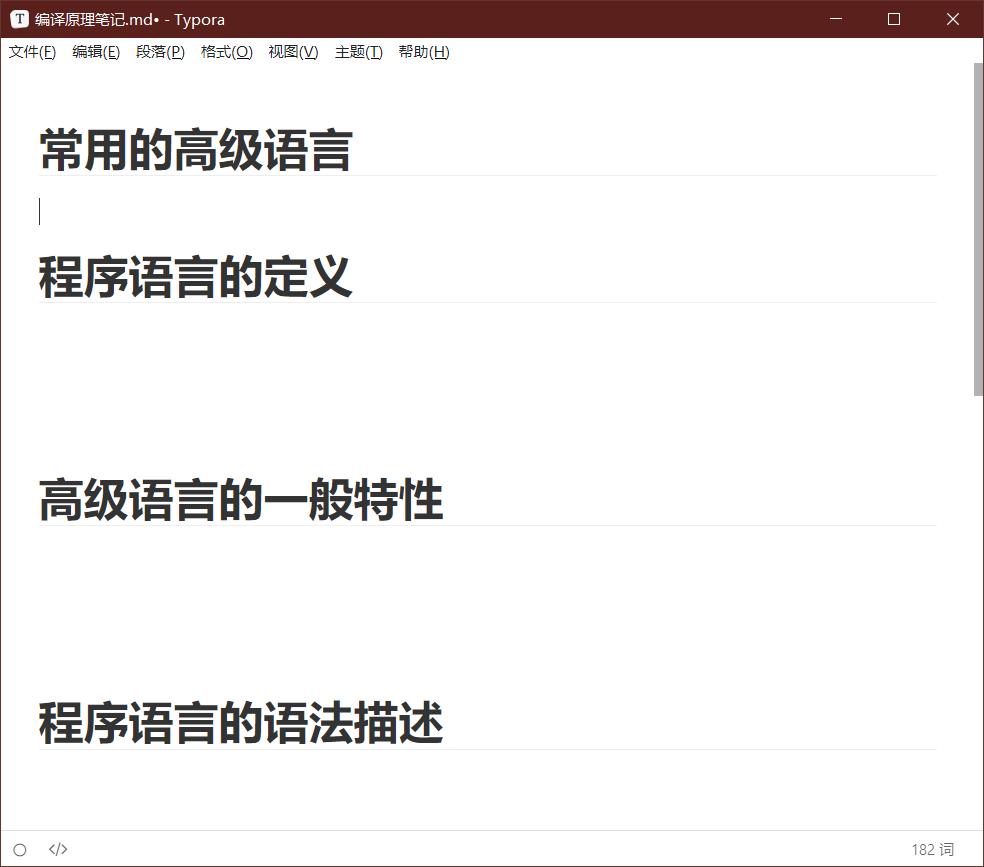 T 编译原理笔记.md• - Typora
文件(F) 编辑(E) 段落(P) 格式(O) 视图(V) 主题(T) 帮助(H)
常用的高级语言
程序语言的定义
高级语言的一般特性
程序语言的语法描述
</> 182 词